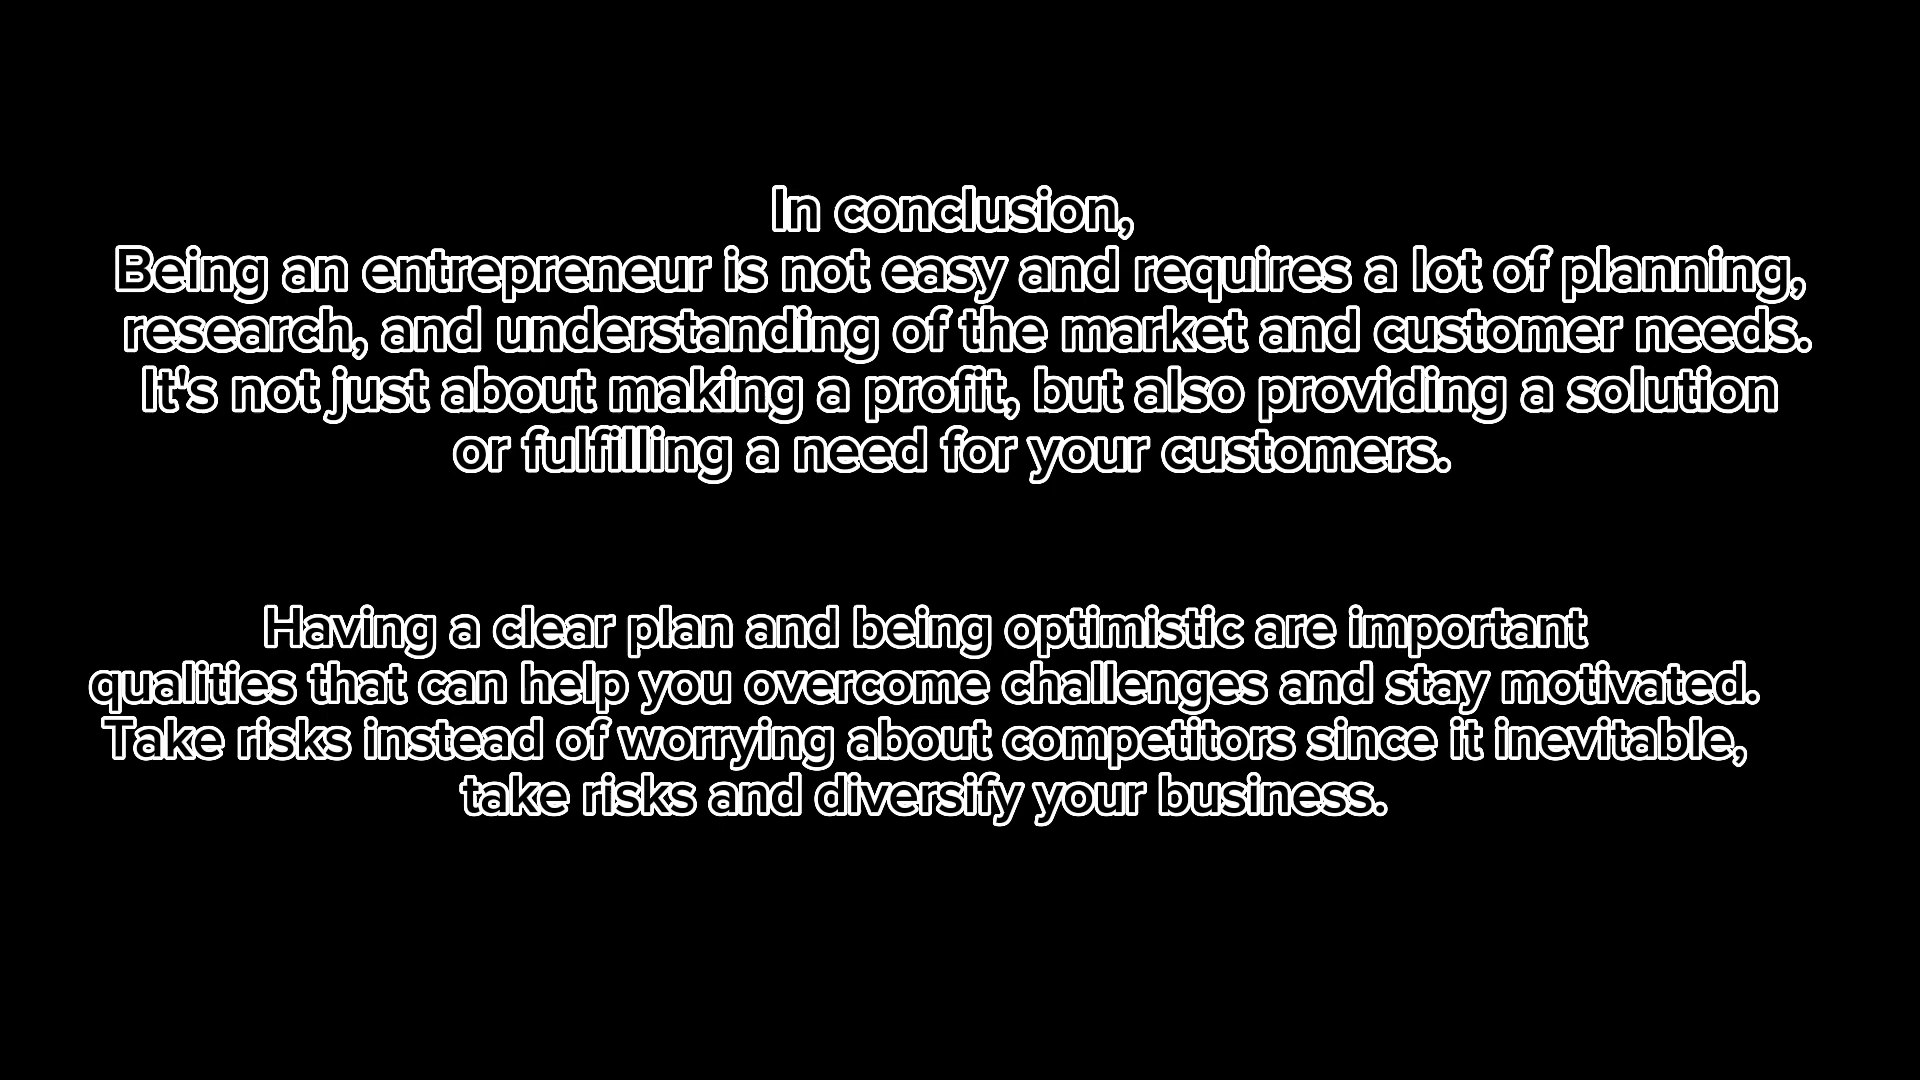 In conclusion,
Being an entrepreneur is not easy and requires a lot of planning,
research, and understanding of the market and customer needs.
It's not just about making a profit, but also providing a solution
or fulfilling a need for your customers.
Having a clear plan and being optimistic are important
qualities that can help you overcome challenges and stay motivated.
Take risks instead of worrying about competitors since it inevitable,
take risks and diversify your business.